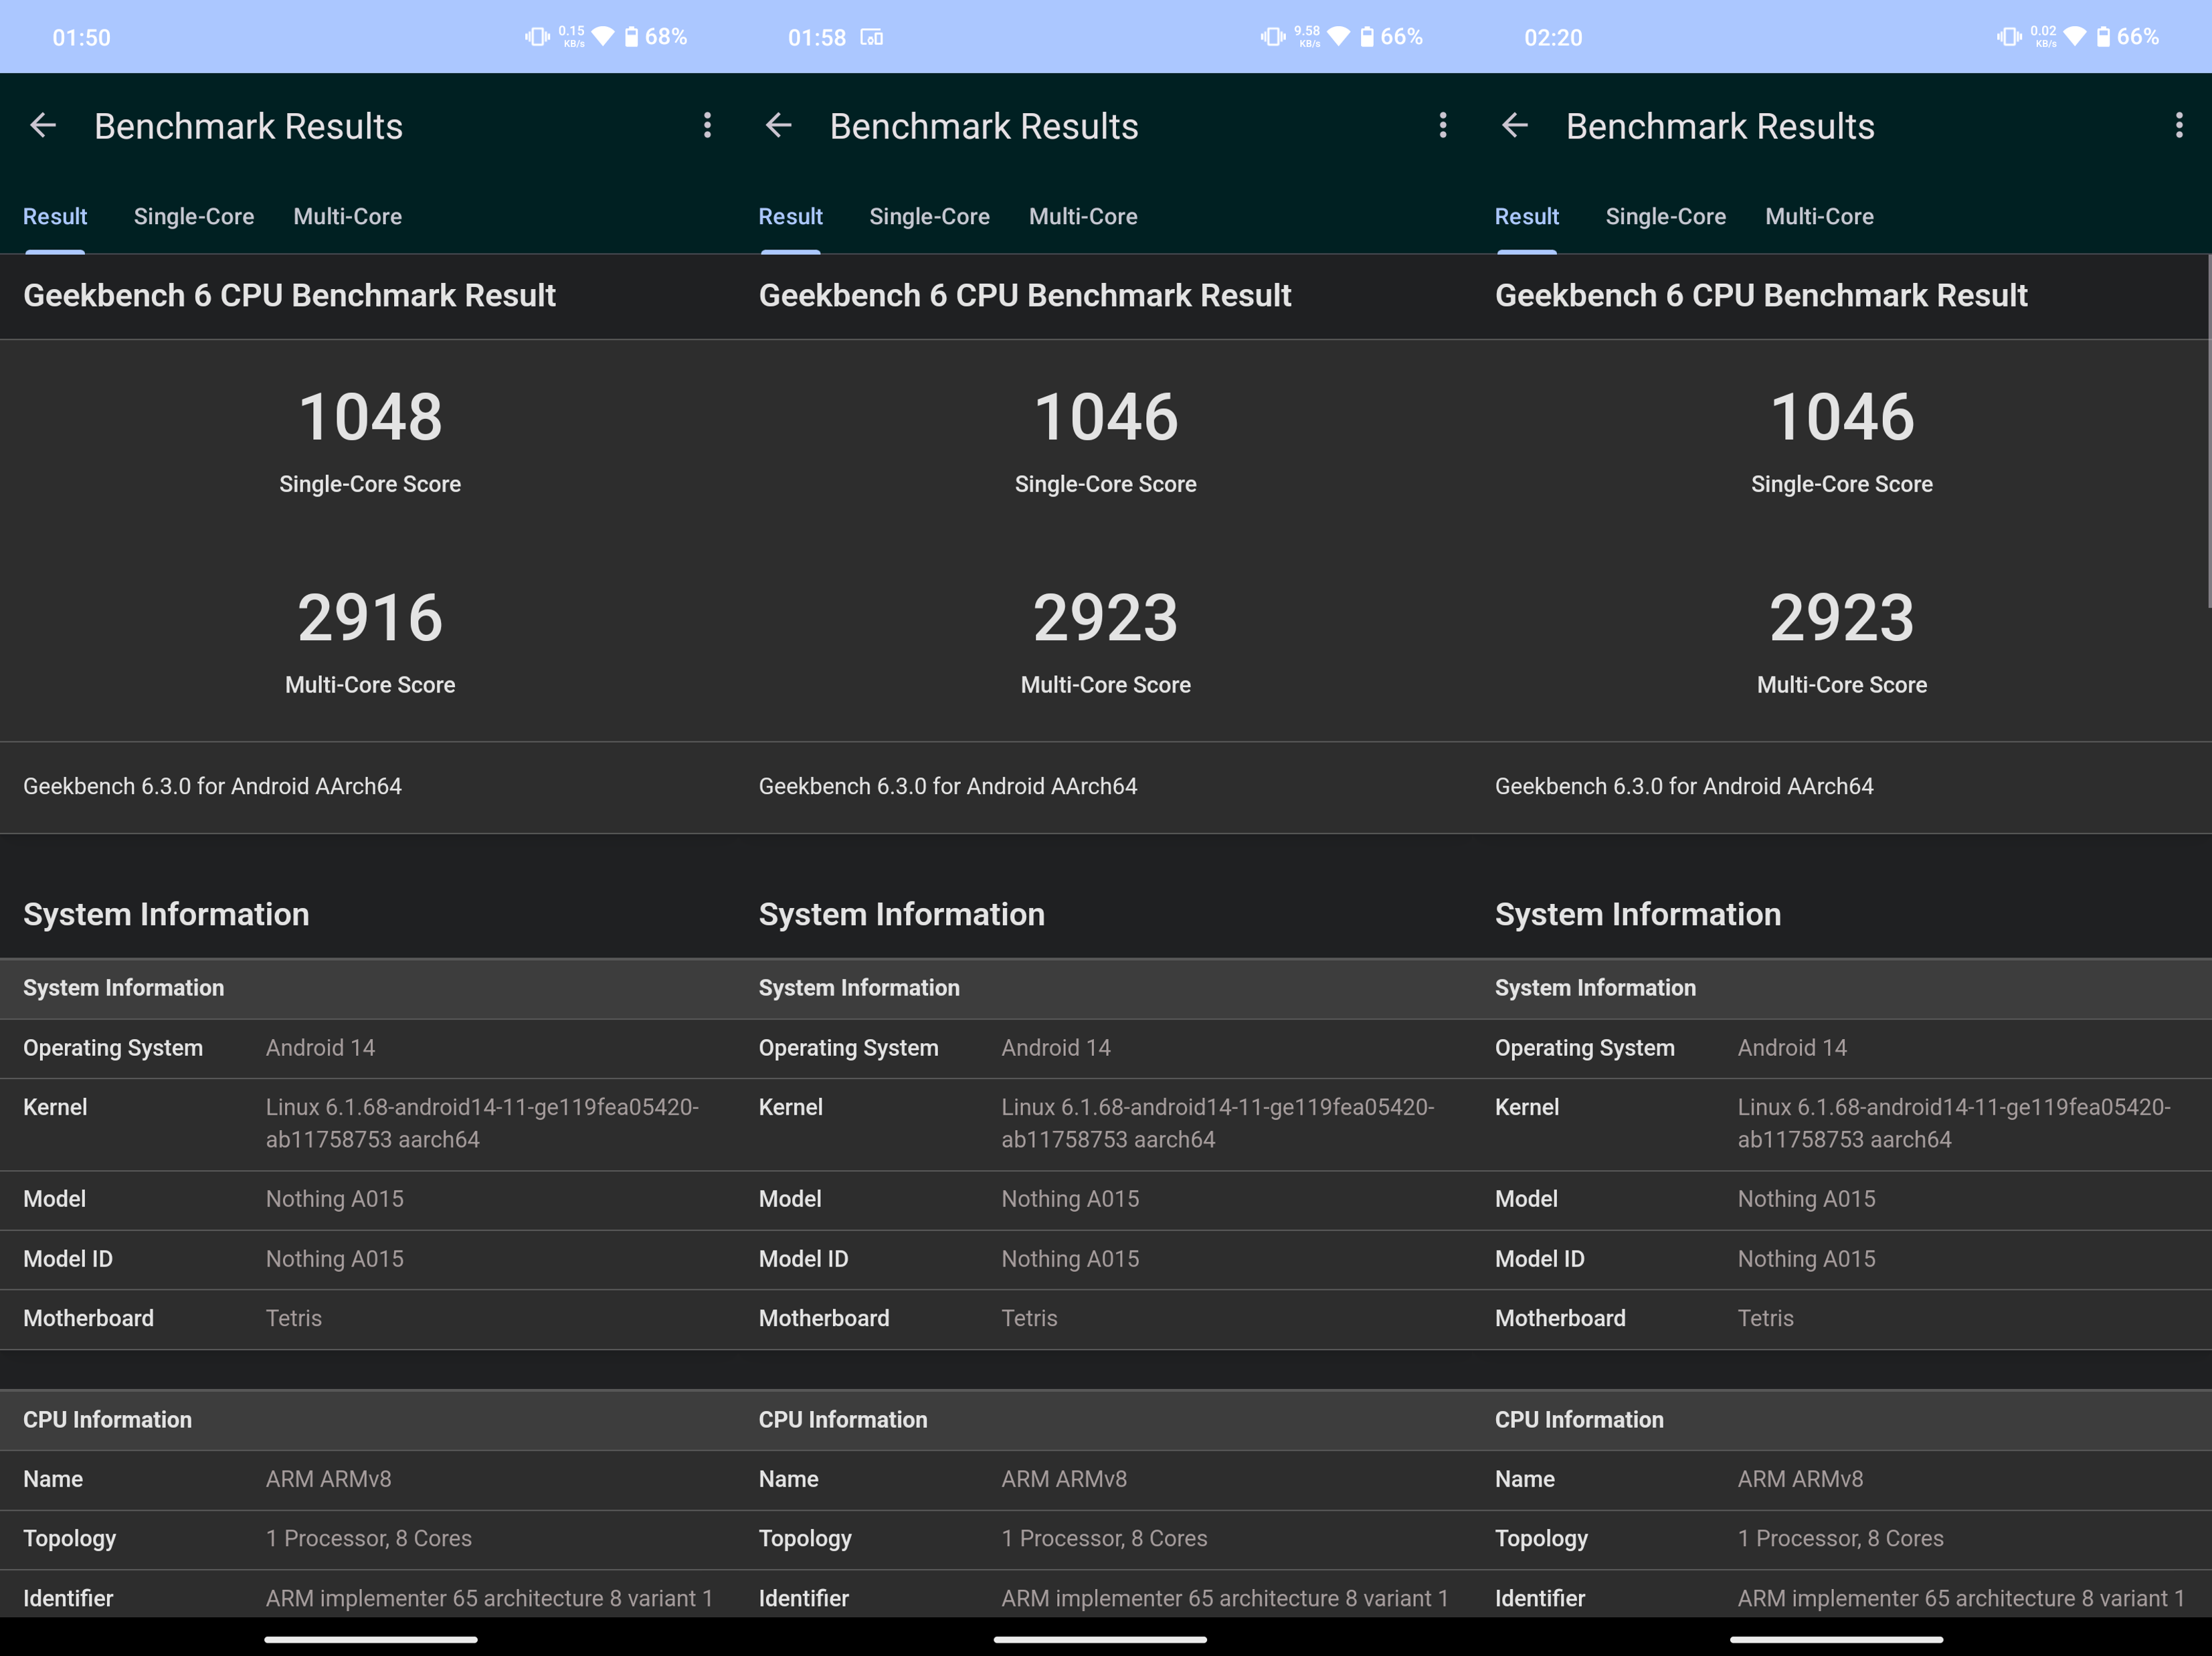 01:50 0.15 KB/s 68%
Benchmark Results
Result Single-Core Multi-Core
Geekbench 6 CPU Benchmark Result
1048
Single-Core Score
2916
Multi-Core Score
Geekbench 6.3.0 for Android AArch64
System Information
System Information
Operating System Android 14
Kernel Linux 6.1.68-android14-11-ge119fea05420-
ab11758753 aarch64
Model Nothing A015
Model ID Nothing A015
Motherboard Tetris
CPU Information
Name ARM ARMv8
Topology 1 Processor, 8 Cores
Identifier ARM implementer 65 architecture 8 variant 1
01:58 9.58 KB/s 66%
Benchmark Results
Result Single-Core Multi-Core
Geekbench 6 CPU Benchmark Result
1046
Single-Core Score
2923
Multi-Core Score
Geekbench 6.3.0 for Android AArch64
System Information
System Information
Operating System Android 14
Kernel Linux 6.1.68-android14-11-ge119fea05420-
ab11758753 aarch64
Model Nothing A015
Model ID Nothing A015
Motherboard Tetris
CPU Information
Name ARM ARMv8
Topology 1 Processor, 8 Cores
Identifier ARM implementer 65 architecture 8 variant 1
02:20 0.02 KB/s 66%
Benchmark Results
Result Single-Core Multi-Core
Geekbench 6 CPU Benchmark Result
1046
Single-Core Score
2923
Multi-Core Score
Geekbench 6.3.0 for Android AArch64
System Information
System Information
Operating System Android 14
Kernel Linux 6.1.68-android14-11-ge119fea05420-
ab11758753 aarch64
Model Nothing A015
Model ID Nothing A015
Motherboard Tetris
CPU Information
Name ARM ARMv8
Topology 1 Processor, 8 Cores
Identifier ARM implementer 65 architecture 8 variant 1